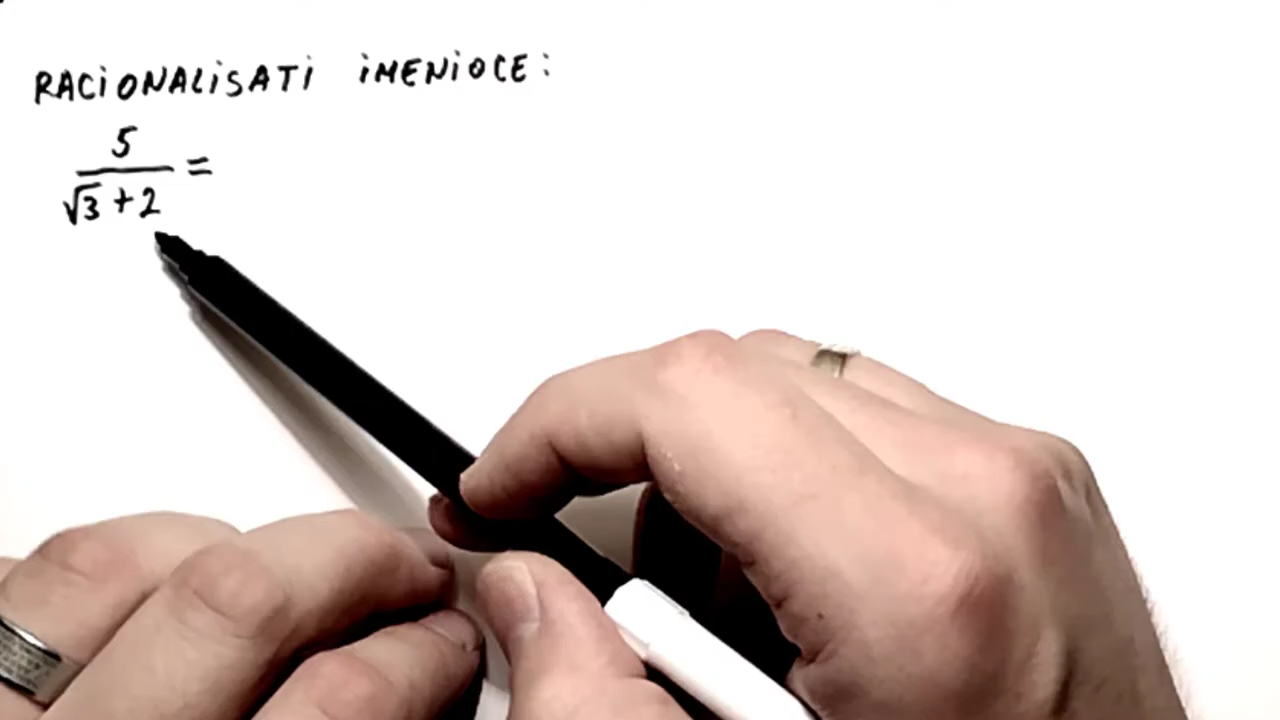 RACiONALiSATi iMENiOCE:
5
√3 + 2 =